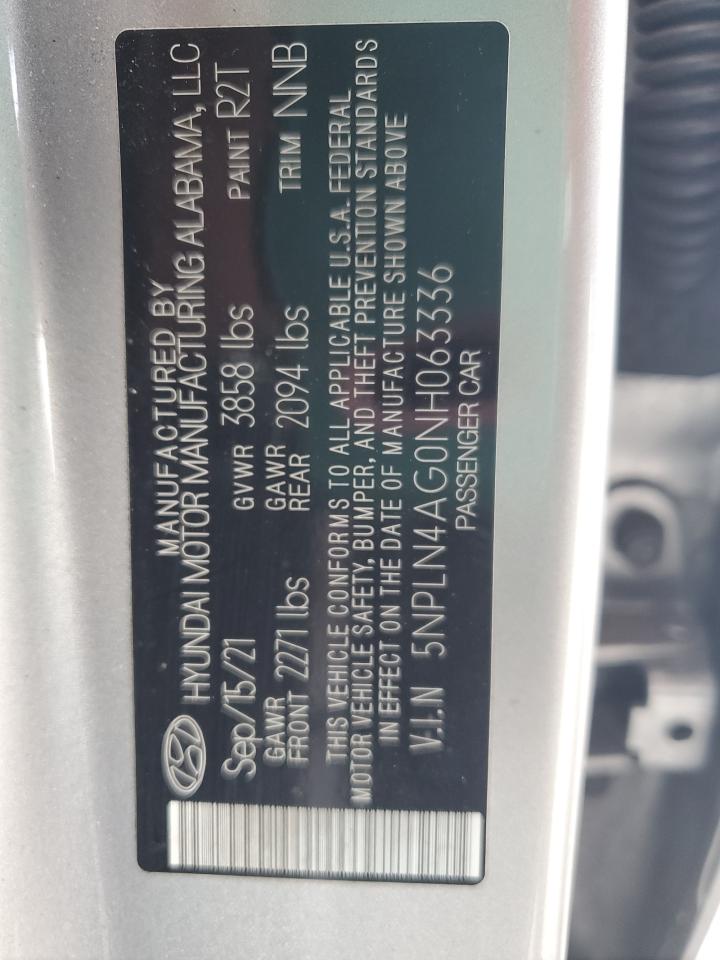 MANUFACTURED BY
HYUNDAI MOTOR MANUFACTURING ALABAMA, LLC
Sep/15/21 GVWR 3858 lbs PAINT R2T
GAWR FRONT 2271 lbs GAWR REAR 2094 lbs TRIM NNB
THIS VEHICLE CONFORMS TO ALL APPLICABLE U.S.A. FEDERAL
MOTOR VEHICLE SAFETY, BUMPER, AND THEFT PREVENTION STANDARDS
IN EFFECT ON THE DATE OF MANUFACTURE SHOWN ABOVE
V.I.N 5NPLN4AG0NH063336
PASSENGER CAR